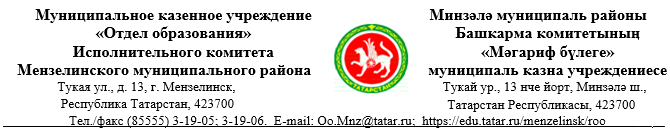 Муниципальное казенное учреждение
«Отдел образования»
Исполнительного комитета
Мензелинского муниципального района
Тукая ул., д. 13, г. Мензелинск,
Республика Татарстан, 423700
ТАТАРСТАН
Минзәлә муниципаль районы
Башкарма комитетының
«Мәгариф бүлеге»
муниципаль казна учреждениесе
Тукай ур., 13 нче йорт, Минзәлә ш.,
Татарстан Республикасы, 423700
Тел./факс (85555) 3-19-05; 3-19-06. E-mail: Oo.Mnz@tatar.ru; https://edu.tatar.ru/menzelinsk/roo